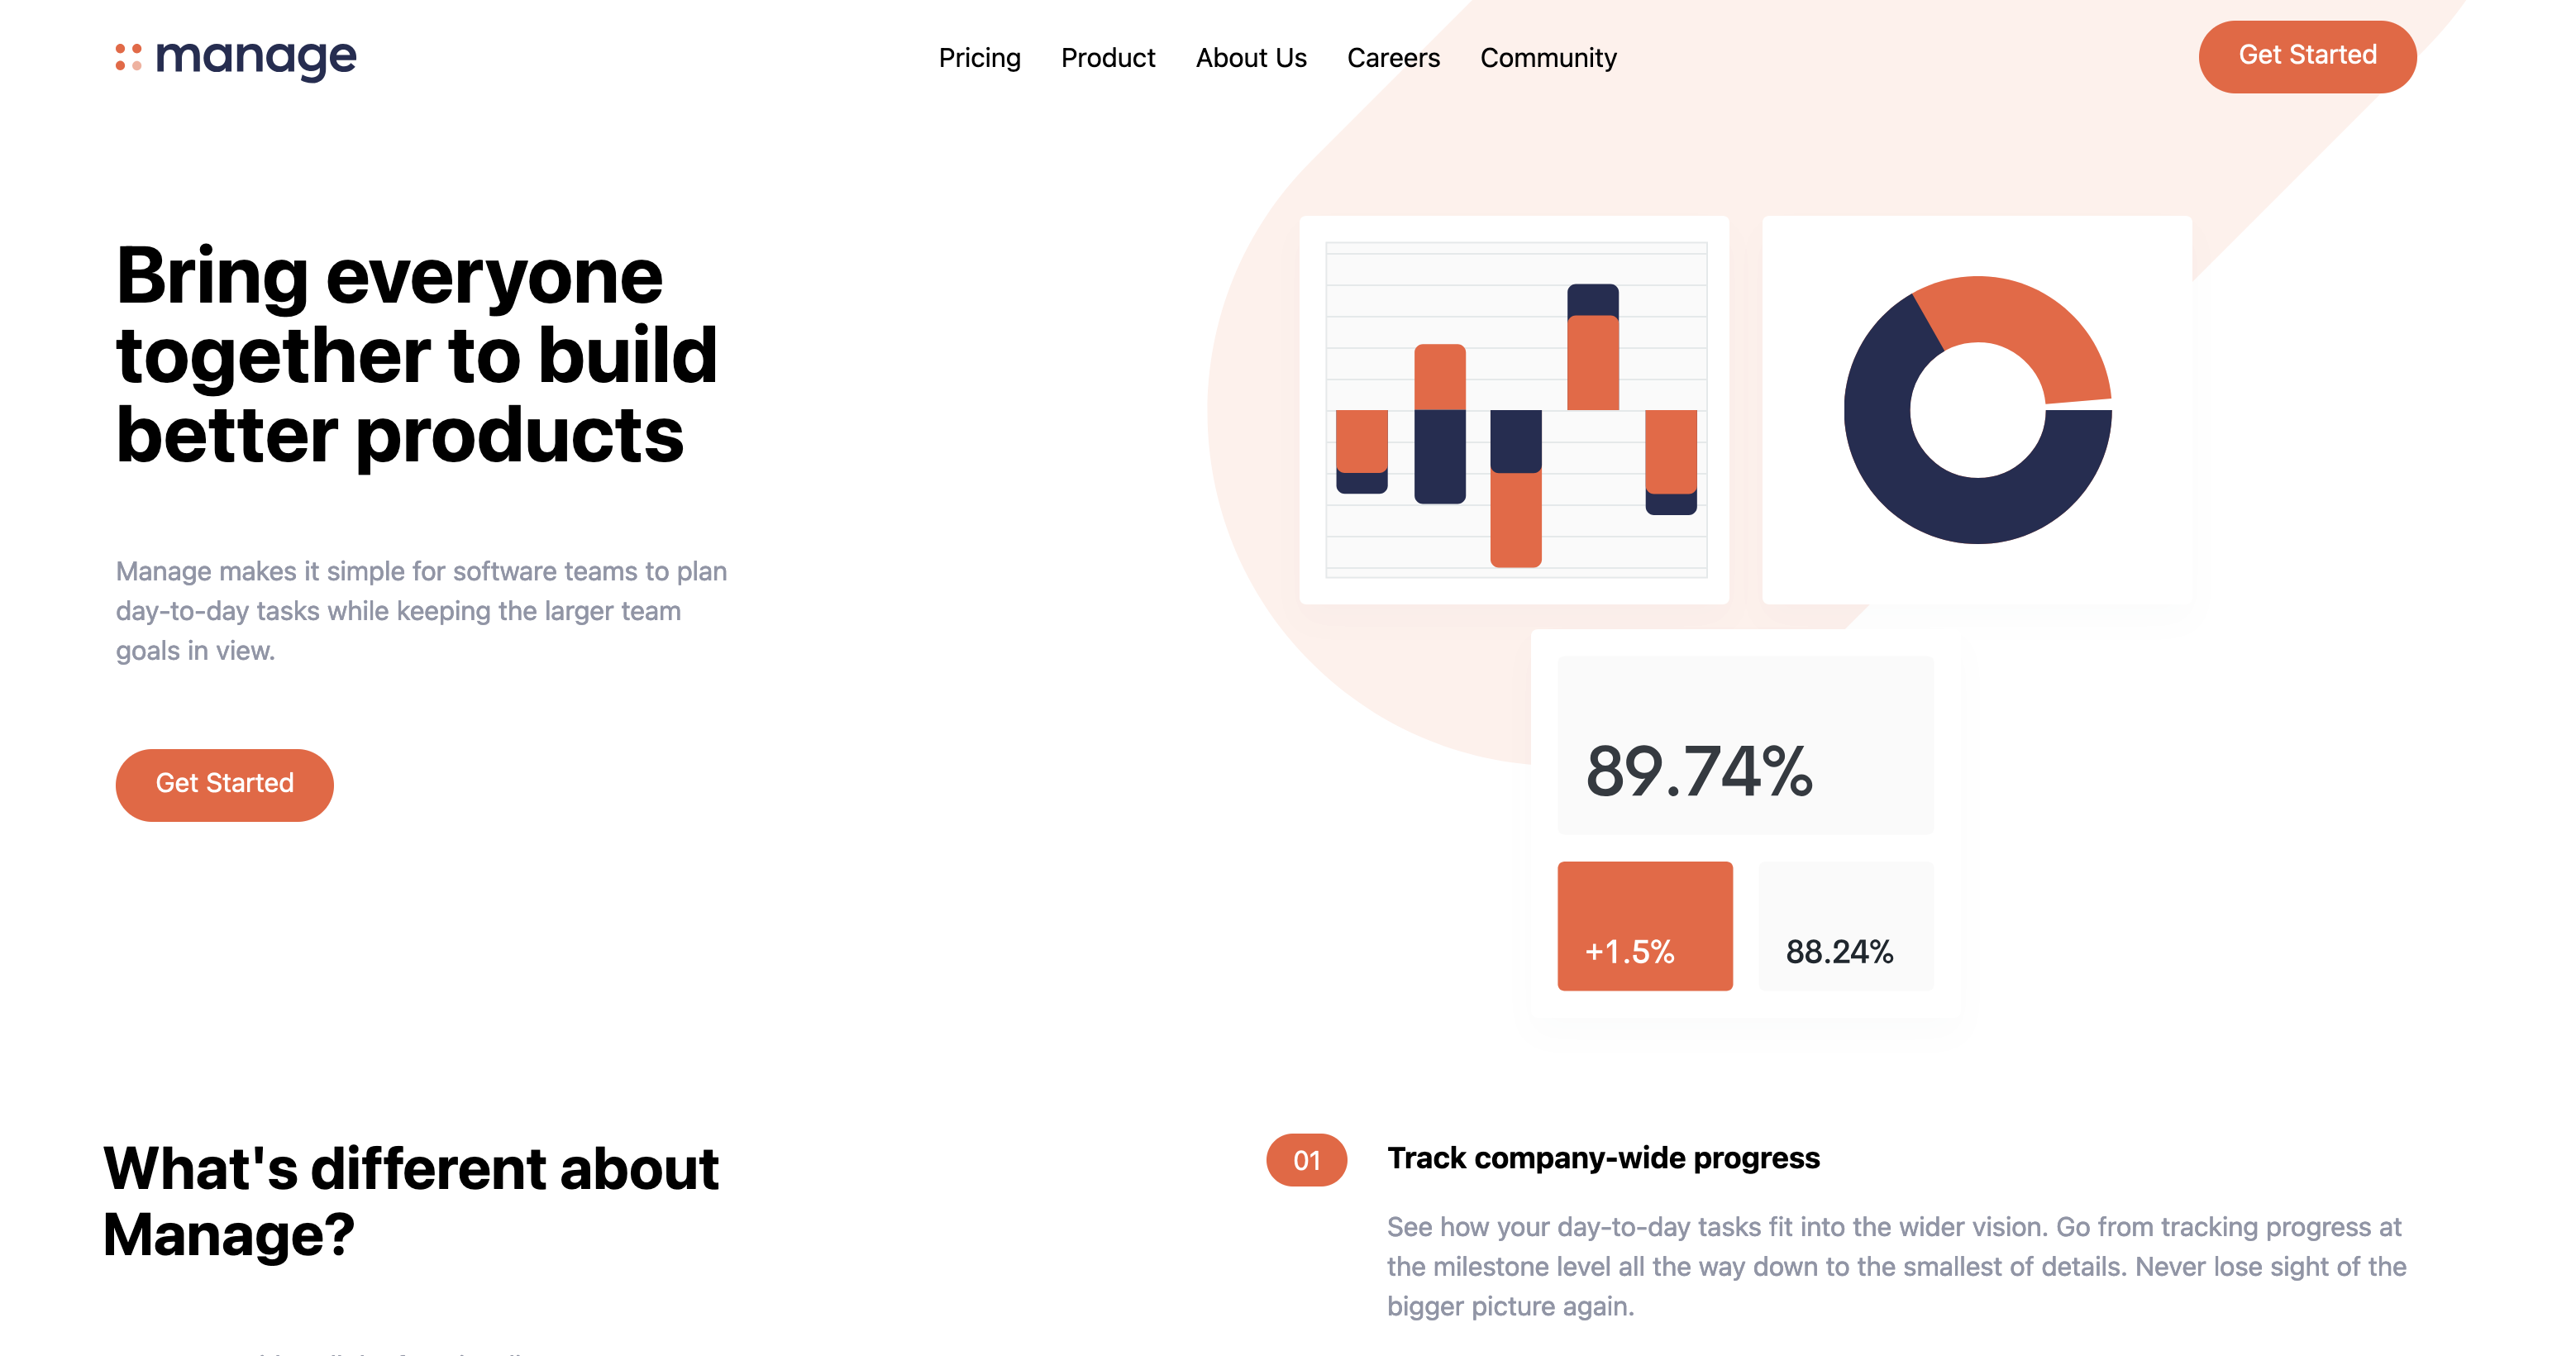 manage
Pricing
Product
About Us
Careers
Community
Get Started
Bring everyone
together to build
better products
Manage makes it simple for software teams to plan
day-to-day tasks while keeping the larger team
goals in view.
Get Started
89.74%
+1.5%
88.24%
What's different about
Manage?
01
Track company-wide progress
See how your day-to-day tasks fit into the wider vision. Go from tracking progress at
the milestone level all the way down to the smallest of details. Never lose sight of the
bigger picture again.